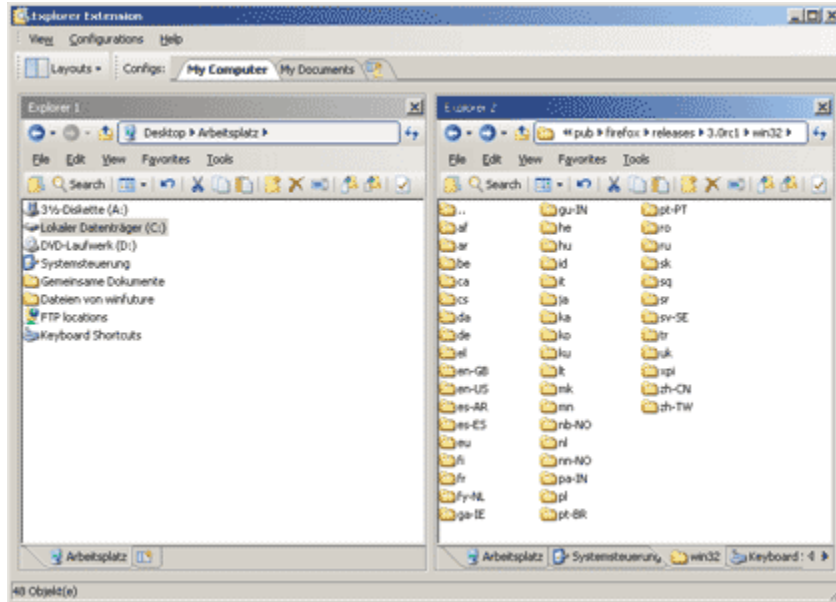 Explorer Extension
View Configurations Help
Layouts Configs: My Computer My Documents
Explorer 1
Desktop Arbeitsplatz
File Edit View Favorites Tools
Search
3½-Diskette (A:)
Lokaler Datenträger (C:)
DVD-Laufwerk (D:)
Systemsteuerung
Gemeinsame Dokumente
Dateien von winfuture
FTP locations
Keyboard Shortcuts
Arbeitsplatz
Explorer 2
« pub firefox releases 3.0rc1 win32
File Edit View Favorites Tools
Search
..
af
ar
be
ca
cs
da
de
el
en-GB
en-US
es-AR
es-ES
eu
fi
fr
fy-NL
ga-IE
gu-IN
he
hu
id
it
ja
ka
ko
ku
lt
mk
mn
nb-NO
nl
nn-NO
pa-IN
pl
pt-BR
pt-PT
ro
ru
sk
sq
sr
sv-SE
tr
uk
xpi
zh-CN
zh-TW
Arbeitsplatz Systemsteuerung win32 Keyboard S
48 Objekt(e)